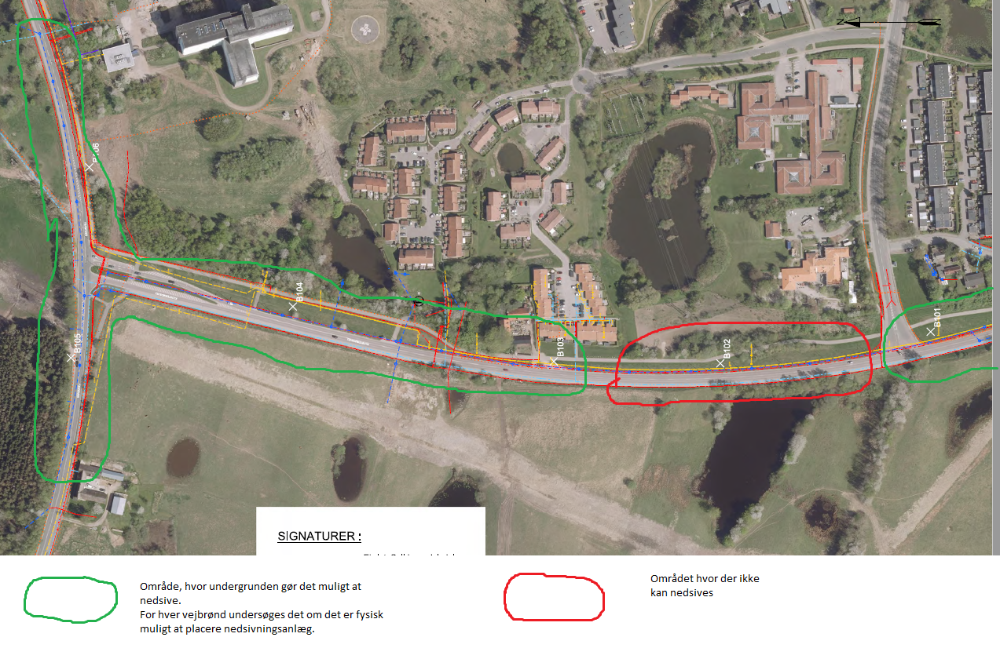 N
B106
B104
B105
B103
B102
B101
SIGNATURER :
Område, hvor undergrunden gør det muligt at
nedsive.
For hver vejbrønd undersøges det om det er fysisk
muligt at placere nedsivningsanlæg.
Området hvor der ikke
kan nedsives